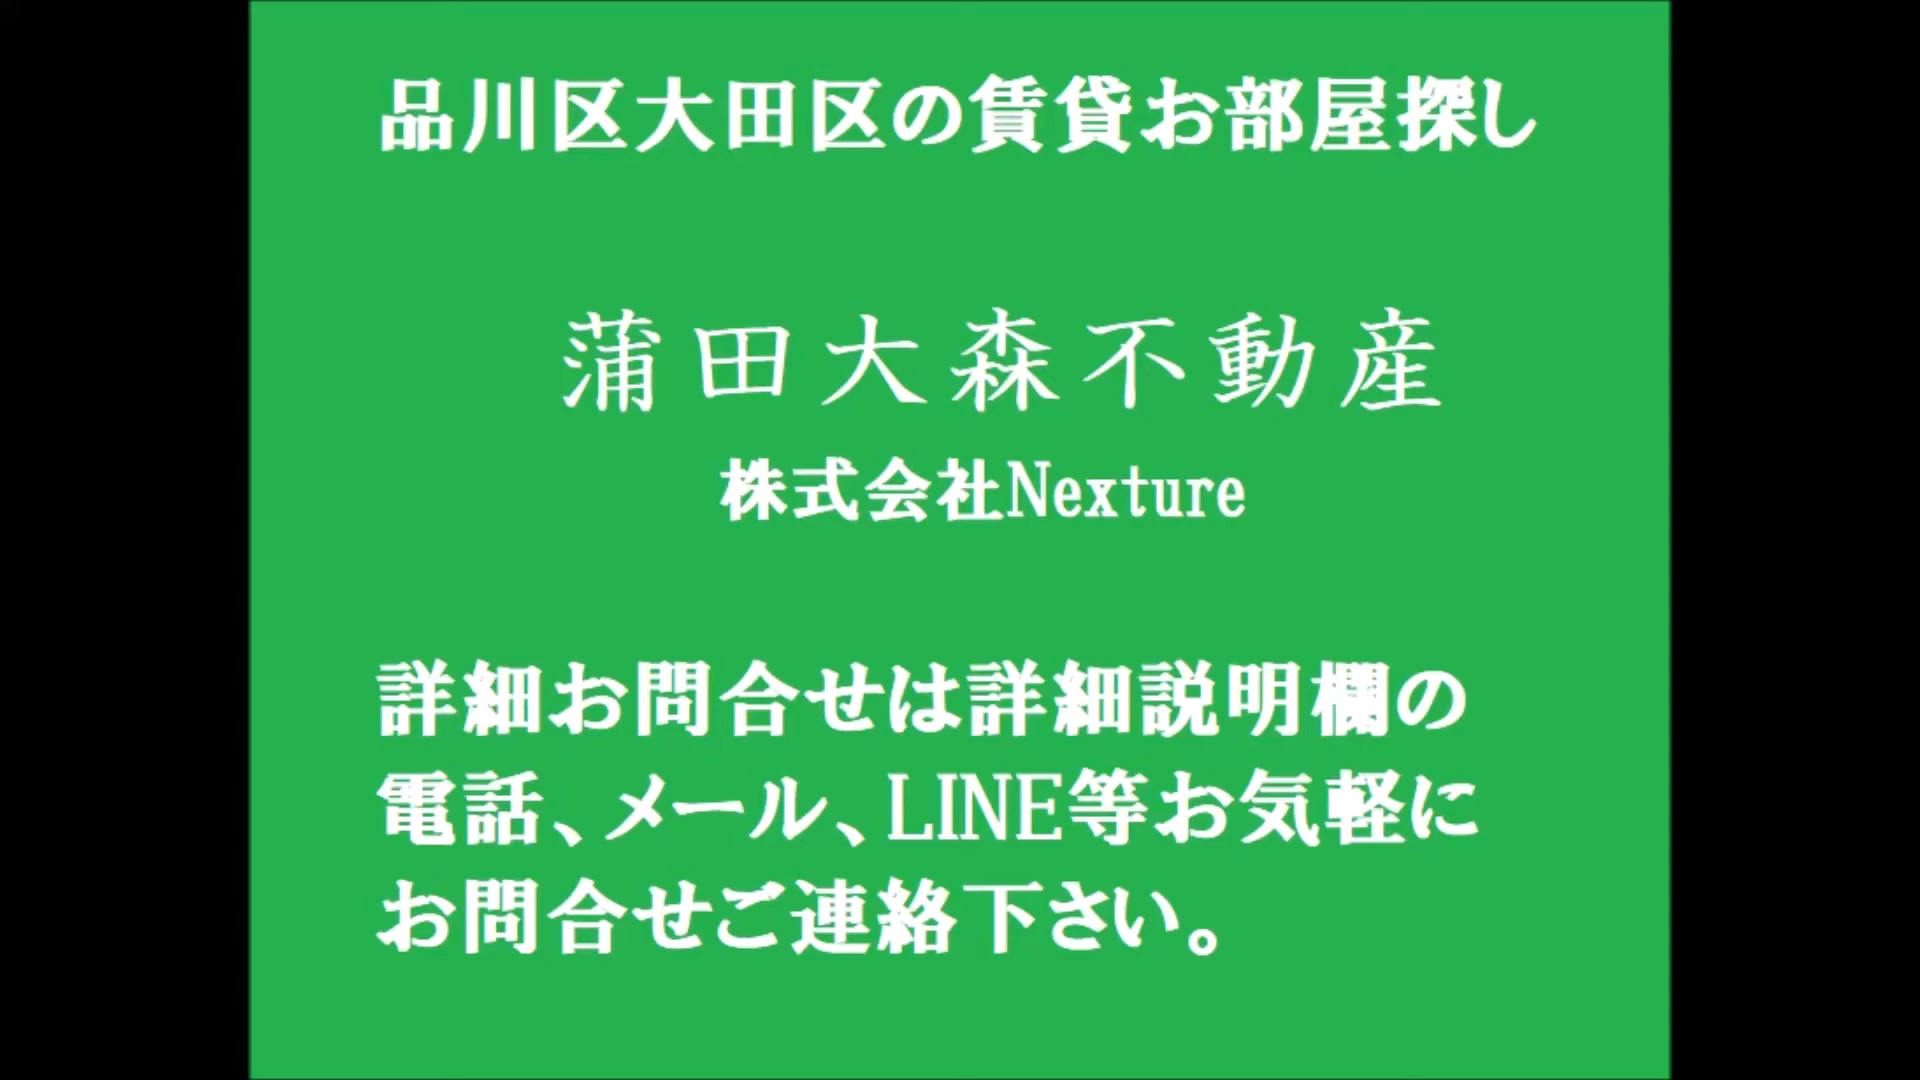 品川区大田区の賃貸お部屋探し
蒲田大森不動産
株式会社Nexture
詳細お問合せは詳細説明欄の
電話、メール、LINE等お気軽に
お問合せご連絡下さい。